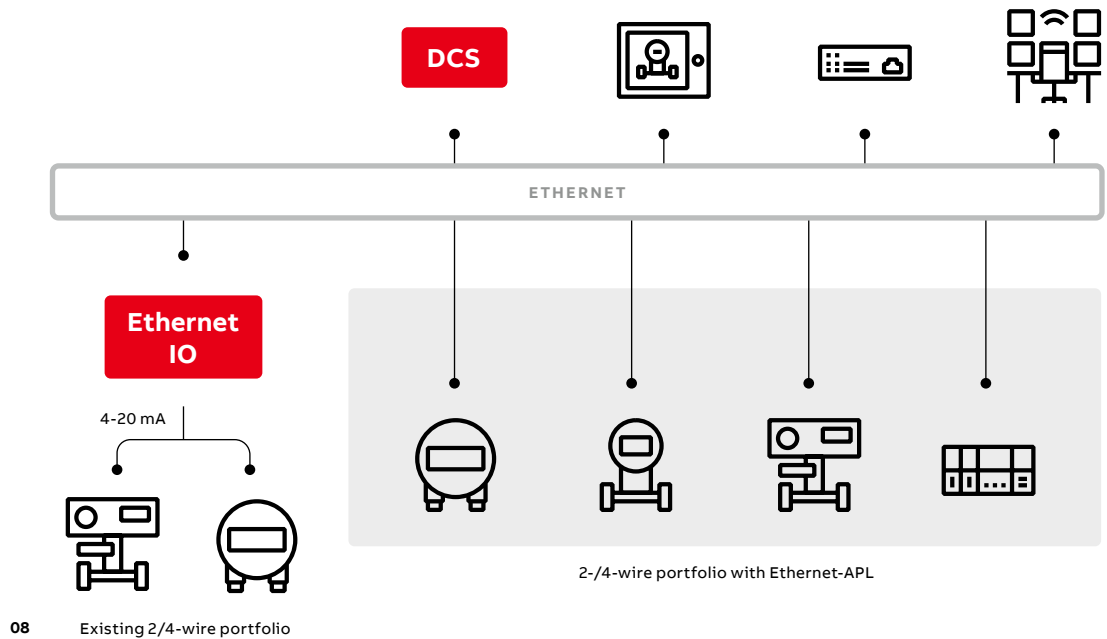 DCS
ETHERNET
Ethernet
IO
4-20 mA
2-/4-wire portfolio with Ethernet-APL
08 Existing 2/4-wire portfolio